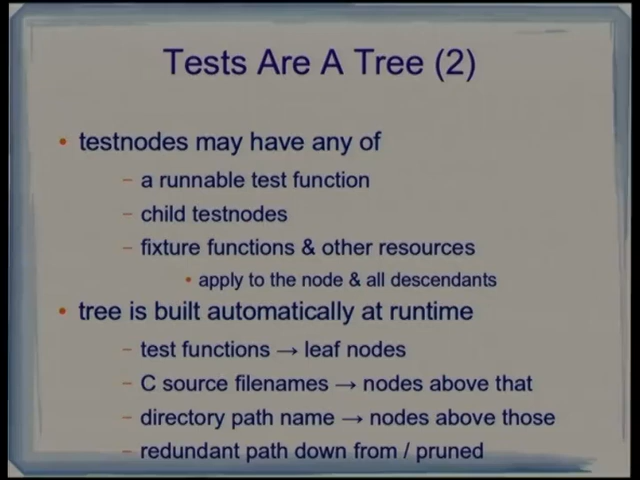 Tests Are A Tree (2)
• testnodes may have any of
– a runnable test function
– child testnodes
– fixture functions & other resources
• apply to the node & all descendants
• tree is built automatically at runtime
– test functions → leaf nodes
– C source filenames → nodes above that
– directory path name → nodes above those
– redundant path down from / pruned